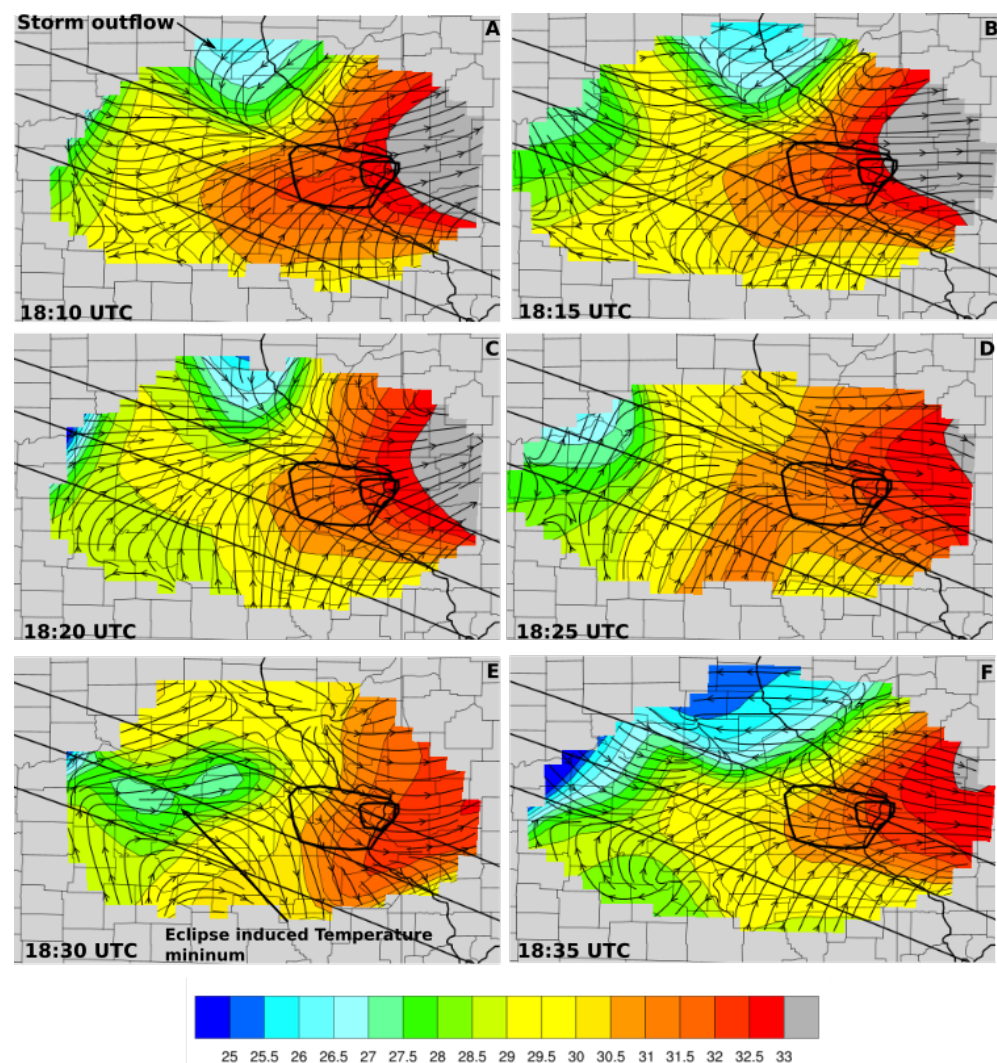 Storm outflow
A
B
18:10 UTC
18:15 UTC
C
D
18:20 UTC
18:25 UTC
E
F
Eclipse induced Temperature
mininum
18:30 UTC
18:35 UTC
25 25.5 26 26.5 27 27.5 28 28.5 29 29.5 30 30.5 31 31.5 32 32.5 33